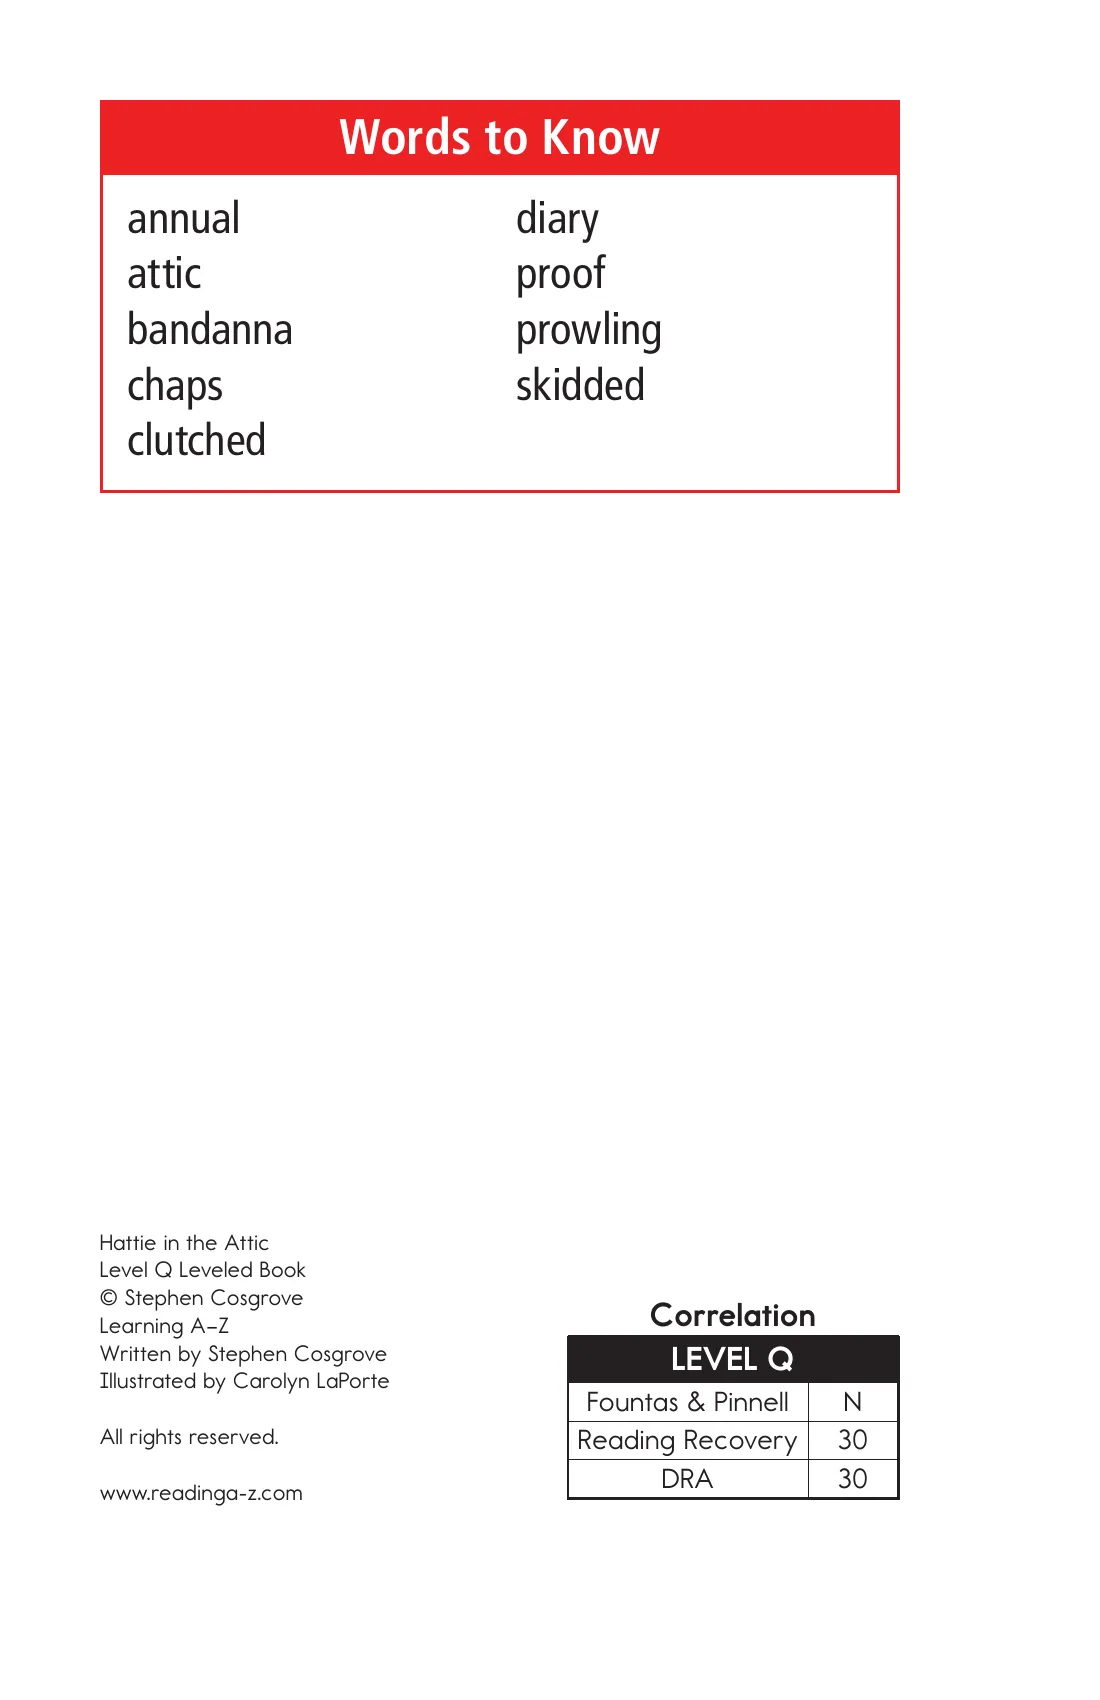 Words to Know
annual
attic
bandanna
chaps
clutched
diary
proof
prowling
skidded
Hattie in the Attic
Level Q Leveled Book
© Stephen Cosgrove
Learning A–Z
Written by Stephen Cosgrove
Illustrated by Carolyn LaPorte
All rights reserved.
www.readinga-z.com
Correlation
LEVEL Q
Fountas & Pinnell N
Reading Recovery 30
DRA 30